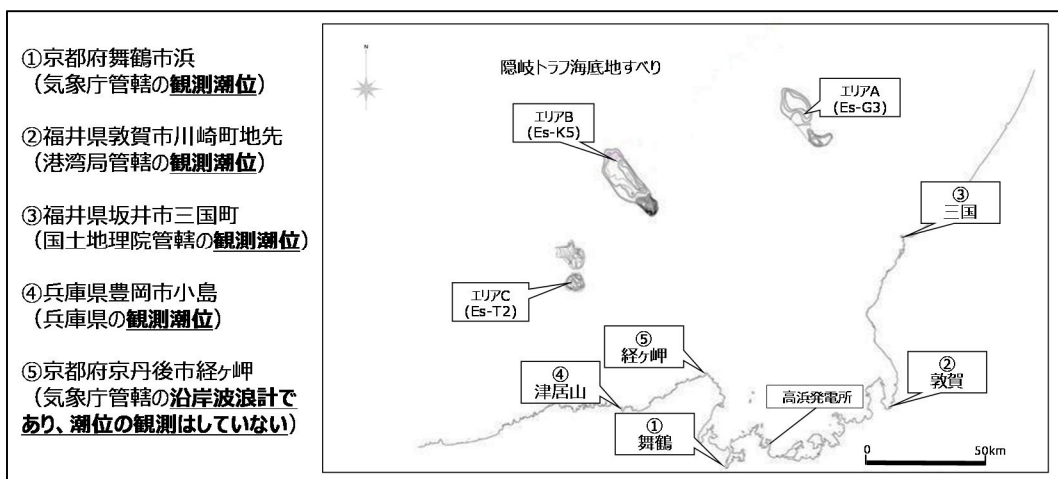 ①京都府舞鶴市浜
(気象庁管轄の観測潮位)
②福井県敦賀市川崎町地先
(港湾局管轄の観測潮位)
③福井県坂井市三国町
(国土地理院管轄の観測潮位)
④兵庫県豊岡市小島
(兵庫県の観測潮位)
⑤京都府京丹後市経ヶ岬
(気象庁管轄の沿岸波浪計で
あり、潮位の観測はしていない)
N
隠岐トラフ海底地すべり
エリアA
(Es-G3)
エリアB
(Es-K5)
③
三国
エリアC
(Es-T2)
⑤
経ヶ岬
④
津居山
②
敦賀
高浜発電所
①
舞鶴
0
50km